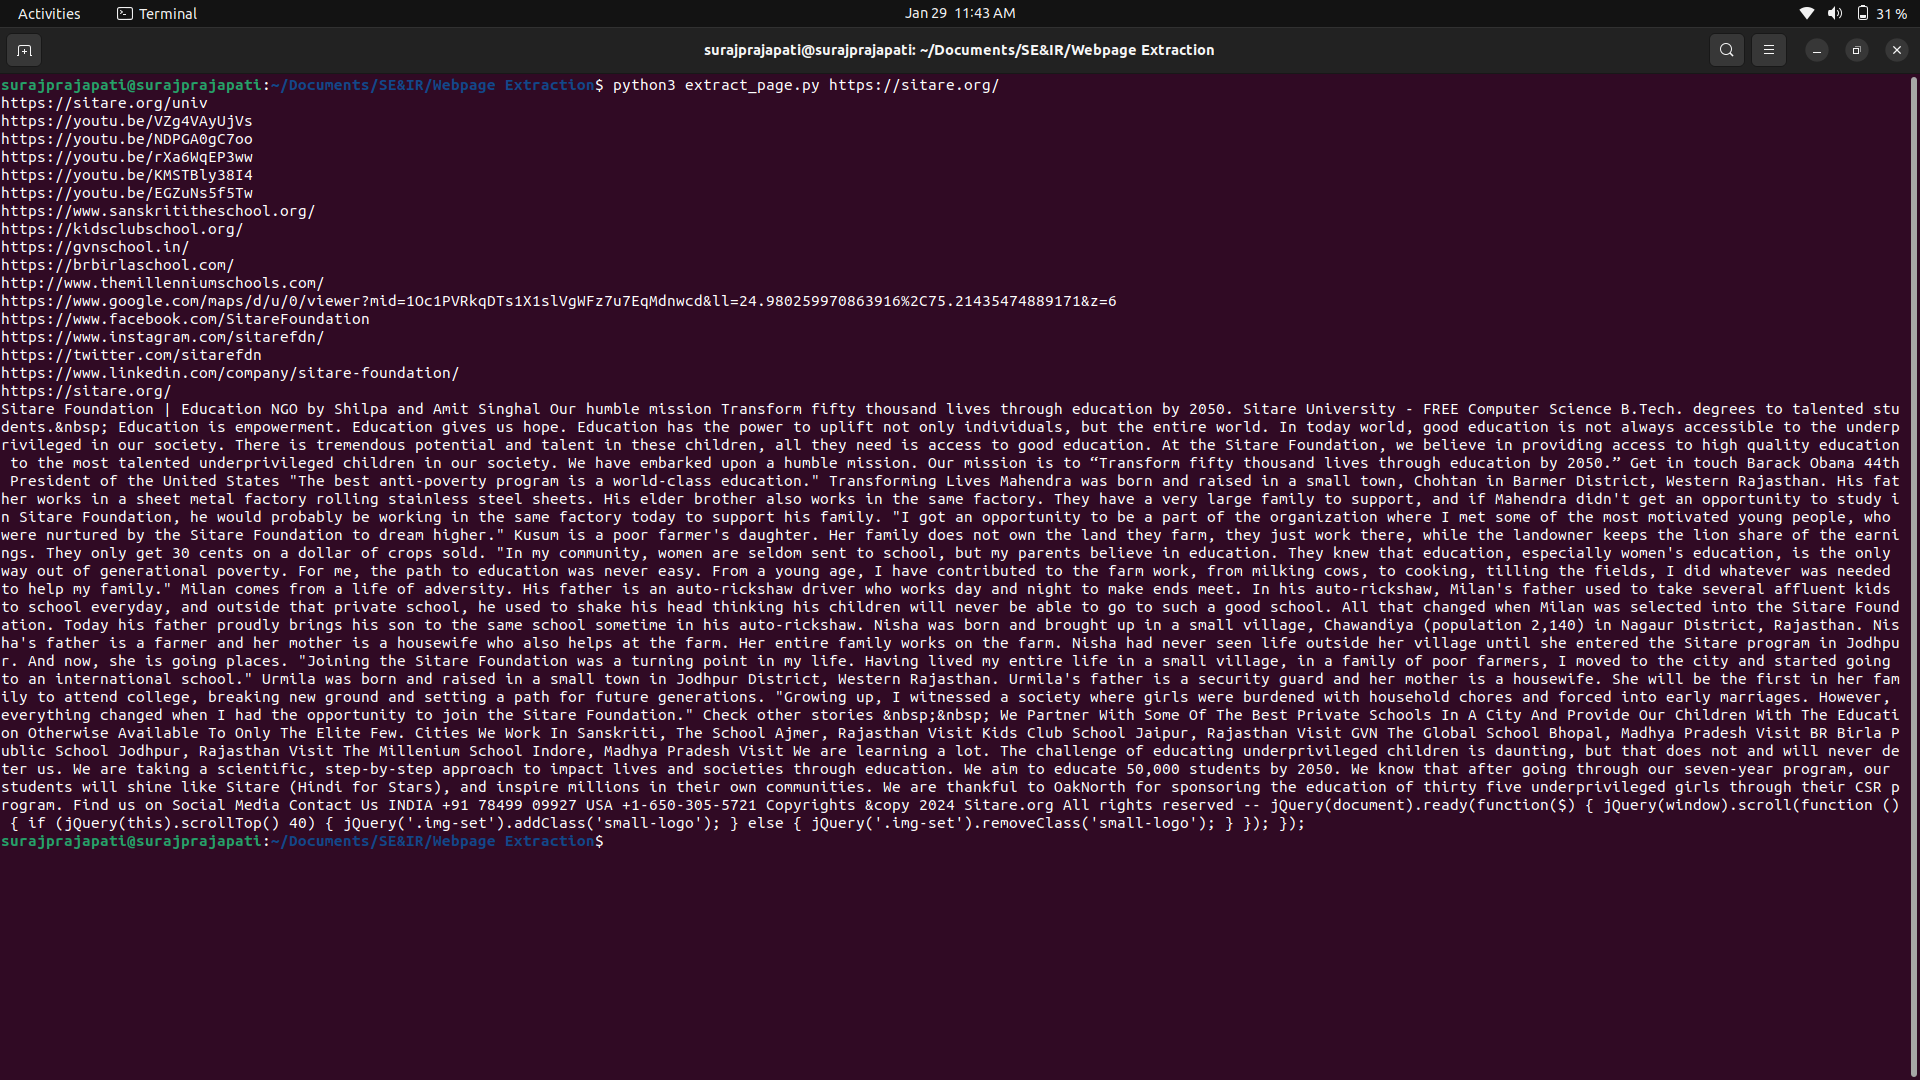 Activities
Terminal
Jan 29 11:43 AM
31 %
surajprajapati@surajprajapati: ~/Documents/SE&IR/Webpage Extraction
surajprajapati@surajprajapati:~/Documents/SE&IR/Webpage Extraction$ python3 extract_page.py https://sitare.org/
https://sitare.org/univ
https://youtu.be/VZg4VAyUjVs
https://youtu.be/NDPGA0gC7oo
https://youtu.be/rXa6WqEP3ww
https://youtu.be/KMSTBly38I4
https://youtu.be/EGZuNs5f5Tw
https://www.sanskrititheschool.org/
https://kidsclubschool.org/
https://gvnschool.in/
https://brbirlaschool.com/
http://www.themillenniumschools.com/
https://www.google.com/maps/d/u/0/viewer?mid=1Oc1PVRkqDTs1X1slVgWFz7u7EqMdnwcd&ll=24.980259970863916%2C75.21435474889171&z=6
https://www.facebook.com/SitareFoundation
https://www.instagram.com/sitarefdn/
https://twitter.com/sitarefdn
https://www.linkedin.com/company/sitare-foundation/
https://sitare.org/
Sitare Foundation | Education NGO by Shilpa and Amit Singhal Our humble mission Transform fifty thousand lives through education by 2050. Sitare University - FREE Computer Science B.Tech. degrees to talented stu
dents.&nbsp; Education is empowerment. Education gives us hope. Education has the power to uplift not only individuals, but the entire world. In today world, good education is not always accessible to the underp
rivileged in our society. There is tremendous potential and talent in these children, all they need is access to good education. At the Sitare Foundation, we believe in providing access to high quality education
 to the most talented underprivileged children in our society. We have embarked upon a humble mission. Our mission is to “Transform fifty thousand lives through education by 2050.” Get in touch Barack Obama 44th
 President of the United States "The best anti-poverty program is a world-class education." Transforming Lives Mahendra was born and raised in a small town, Chohtan in Barmer District, Western Rajasthan. His fat
her works in a sheet metal factory rolling stainless steel sheets. His elder brother also works in the same factory. They have a very large family to support, and if Mahendra didn't get an opportunity to study i
n Sitare Foundation, he would probably be working in the same factory today to support his family. "I got an opportunity to be a part of the organization where I met some of the most motivated young people, who
were nurtured by the Sitare Foundation to dream higher." Kusum is a poor farmer's daughter. Her family does not own the land they farm, they just work there, while the landowner keeps the lion share of the earni
ngs. They only get 30 cents on a dollar of crops sold. "In my community, women are seldom sent to school, but my parents believe in education. They knew that education, especially women's education, is the only
way out of generational poverty. For me, the path to education was never easy. From a young age, I have contributed to the farm work, from milking cows, to cooking, tilling the fields, I did whatever was needed
to help my family." Milan comes from a life of adversity. His father is an auto-rickshaw driver who works day and night to make ends meet. In his auto-rickshaw, Milan's father used to take several affluent kids
to school everyday, and outside that private school, he used to shake his head thinking his children will never be able to go to such a good school. All that changed when Milan was selected into the Sitare Found
ation. Today his father proudly brings his son to the same school sometime in his auto-rickshaw. Nisha was born and brought up in a small village, Chawandiya (population 2,140) in Nagaur District, Rajasthan. Nis
ha's father is a farmer and her mother is a housewife who also helps at the farm. Her entire family works on the farm. Nisha had never seen life outside her village until she entered the Sitare program in Jodhpu
r. And now, she is going places. "Joining the Sitare Foundation was a turning point in my life. Having lived my entire life in a small village, in a family of poor farmers, I moved to the city and started going
to an international school." Urmila was born and raised in a small town in Jodhpur District, Western Rajasthan. Urmila's father is a security guard and her mother is a housewife. She will be the first in her fam
ily to attend college, breaking new ground and setting a path for future generations. "Growing up, I witnessed a society where girls were burdened with household chores and forced into early marriages. However,
everything changed when I had the opportunity to join the Sitare Foundation." Check other stories &nbsp;&nbsp; We Partner With Some Of The Best Private Schools In A City And Provide Our Children With The Educati
on Otherwise Available To Only The Elite Few. Cities We Work In Sanskriti, The School Ajmer, Rajasthan Visit Kids Club School Jaipur, Rajasthan Visit GVN The Global School Bhopal, Madhya Pradesh Visit BR Birla P
ublic School Jodhpur, Rajasthan Visit The Millenium School Indore, Madhya Pradesh Visit We are learning a lot. The challenge of educating underprivileged children is daunting, but that does not and will never de
ter us. We are taking a scientific, step-by-step approach to impact lives and societies through education. We aim to educate 50,000 students by 2050. We know that after going through our seven-year program, our
students will shine like Sitare (Hindi for Stars), and inspire millions in their own communities. We are thankful to OakNorth for sponsoring the education of thirty five underprivileged girls through their CSR p
rogram. Find us on Social Media Contact Us INDIA +91 78499 09927 USA +1-650-305-5721 Copyrights &copy 2024 Sitare.org All rights reserved -- jQuery(document).ready(function($) { jQuery(window).scroll(function ()
 { if (jQuery(this).scrollTop() 40) { jQuery('.img-set').addClass('small-logo'); } else { jQuery('.img-set').removeClass('small-logo'); } }); });
surajprajapati@surajprajapati:~/Documents/SE&IR/Webpage Extraction$